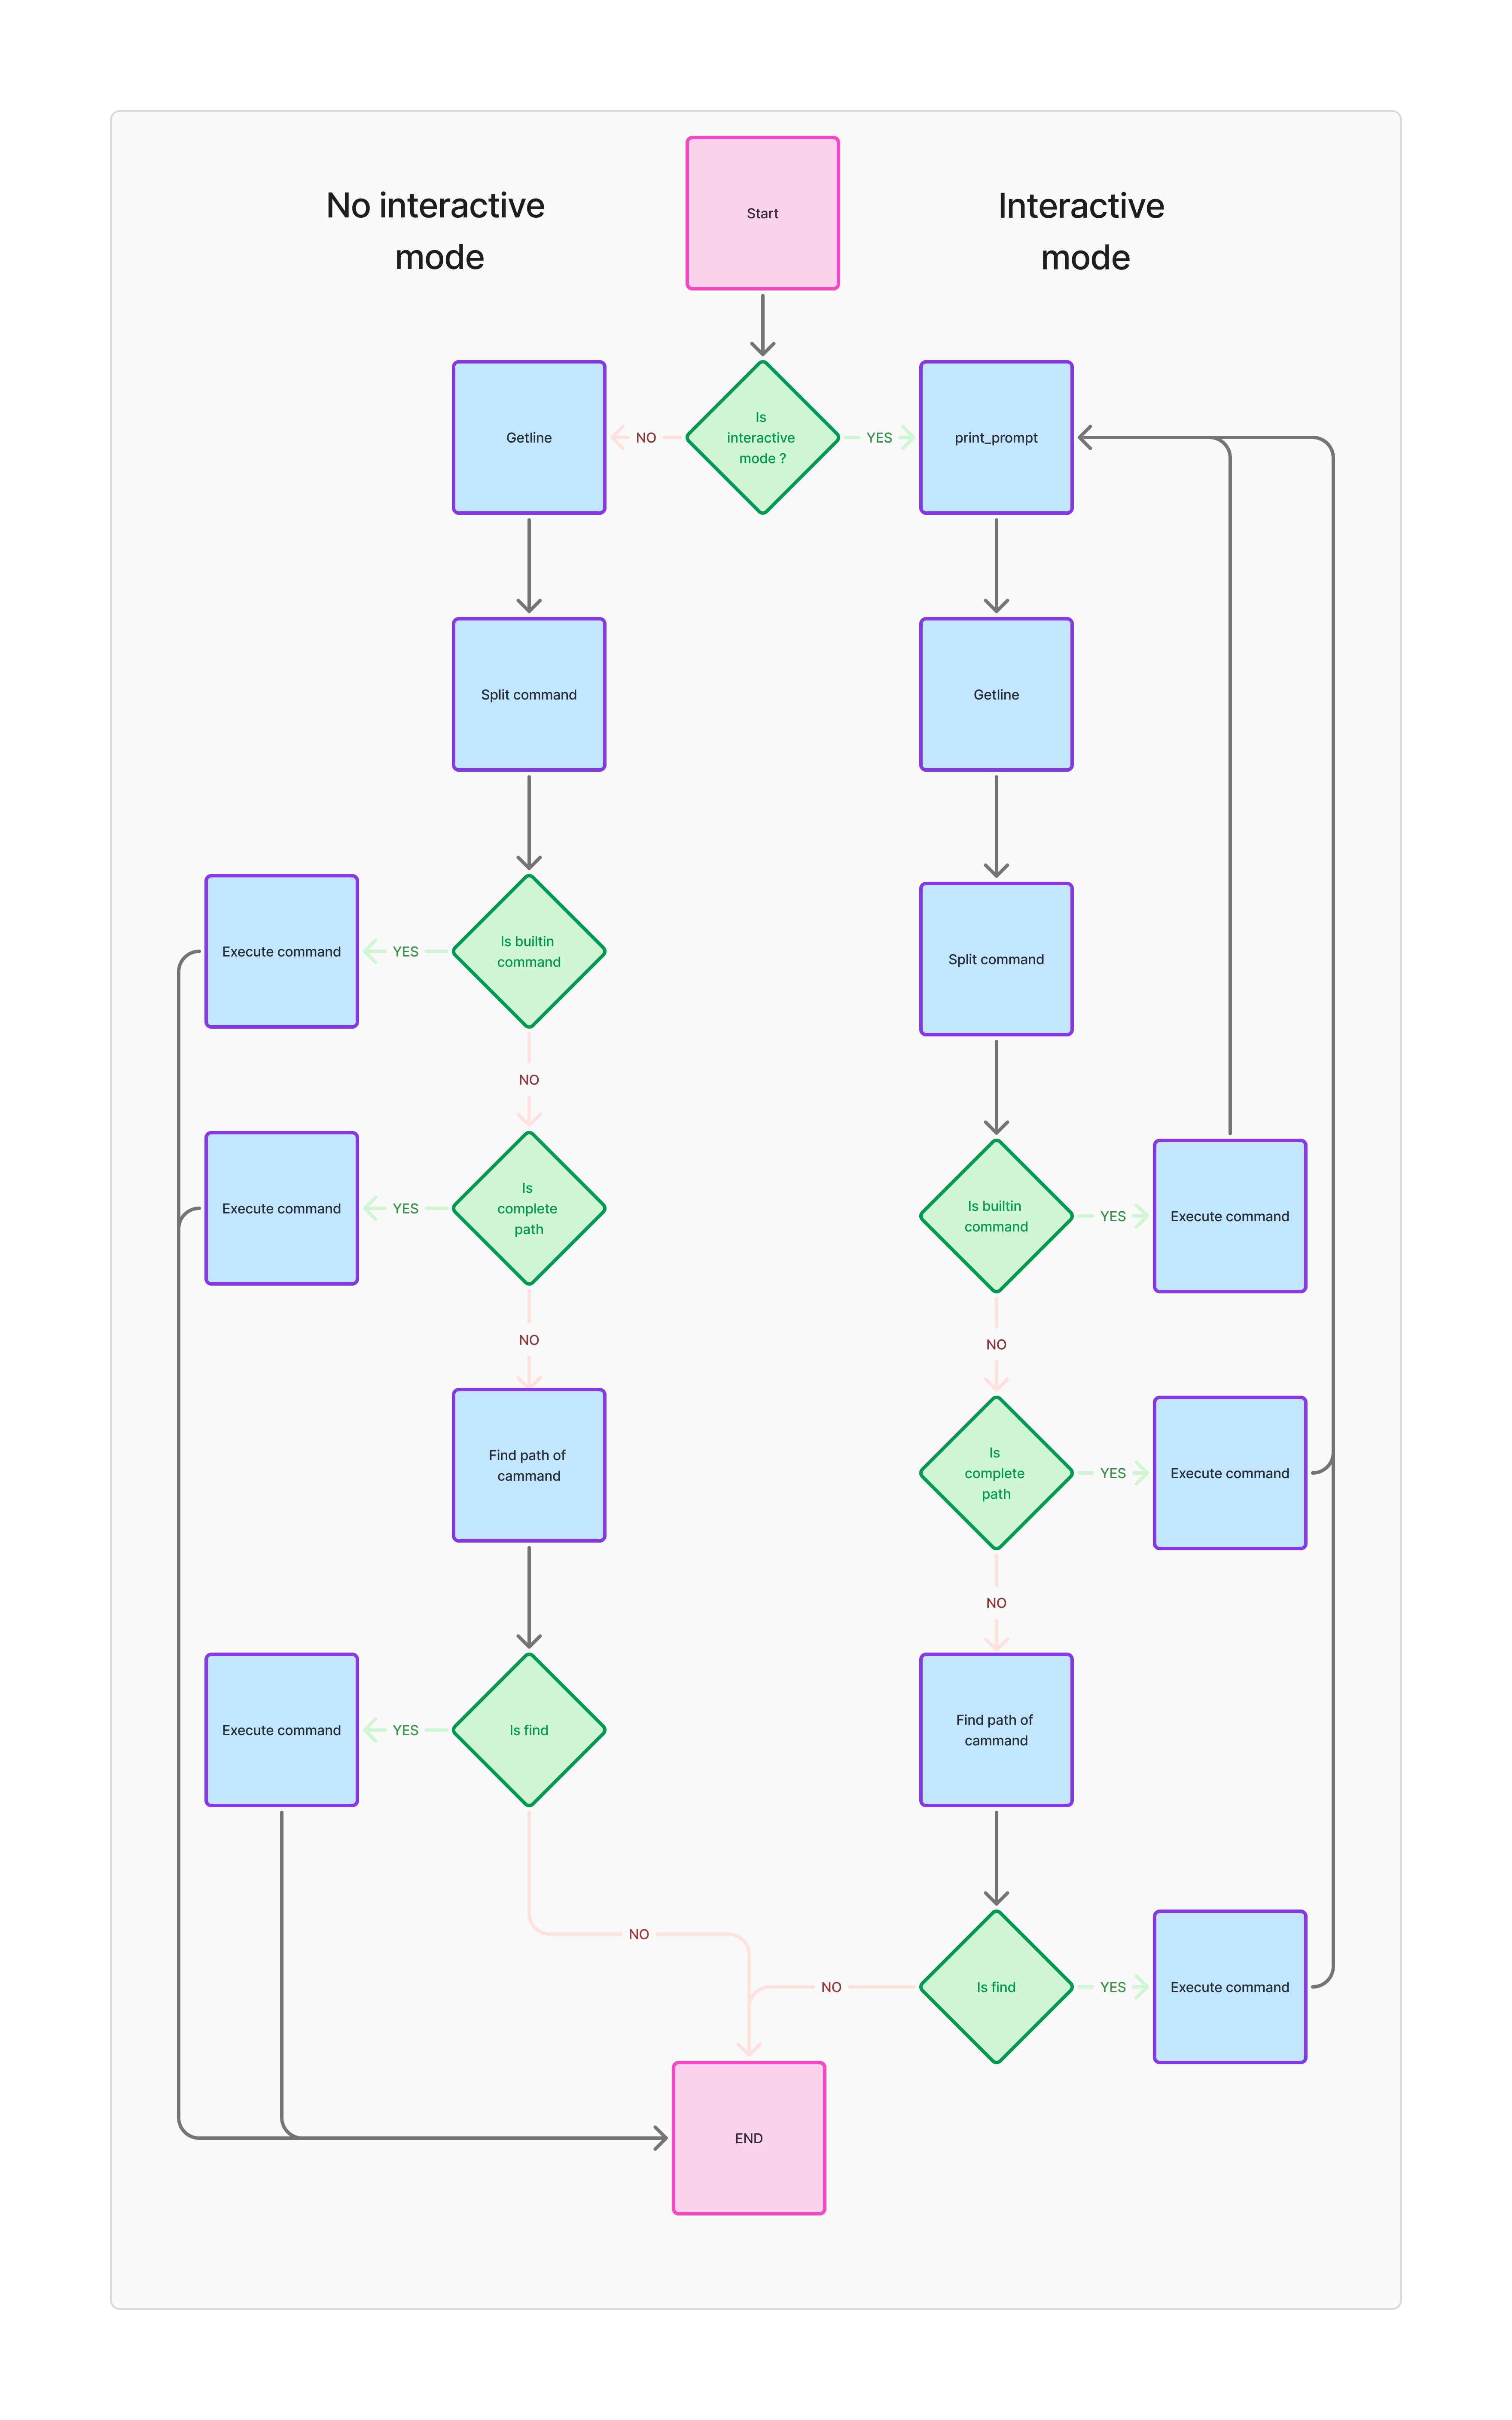 No interactive
mode
Start
Interactive
mode
Getline
NO
Is
interactive
mode ?
YES
print_prompt
Split command
Getline
Execute command
YES
Is builtin
command
Split command
NO
Execute command
YES
Is
complete
path
Is builtin
command
YES
Execute command
NO
NO
Find path of
cammand
Is
complete
path
YES
Execute command
NO
Execute command
YES
Is find
Find path of
cammand
NO
NO
Is find
YES
Execute command
END